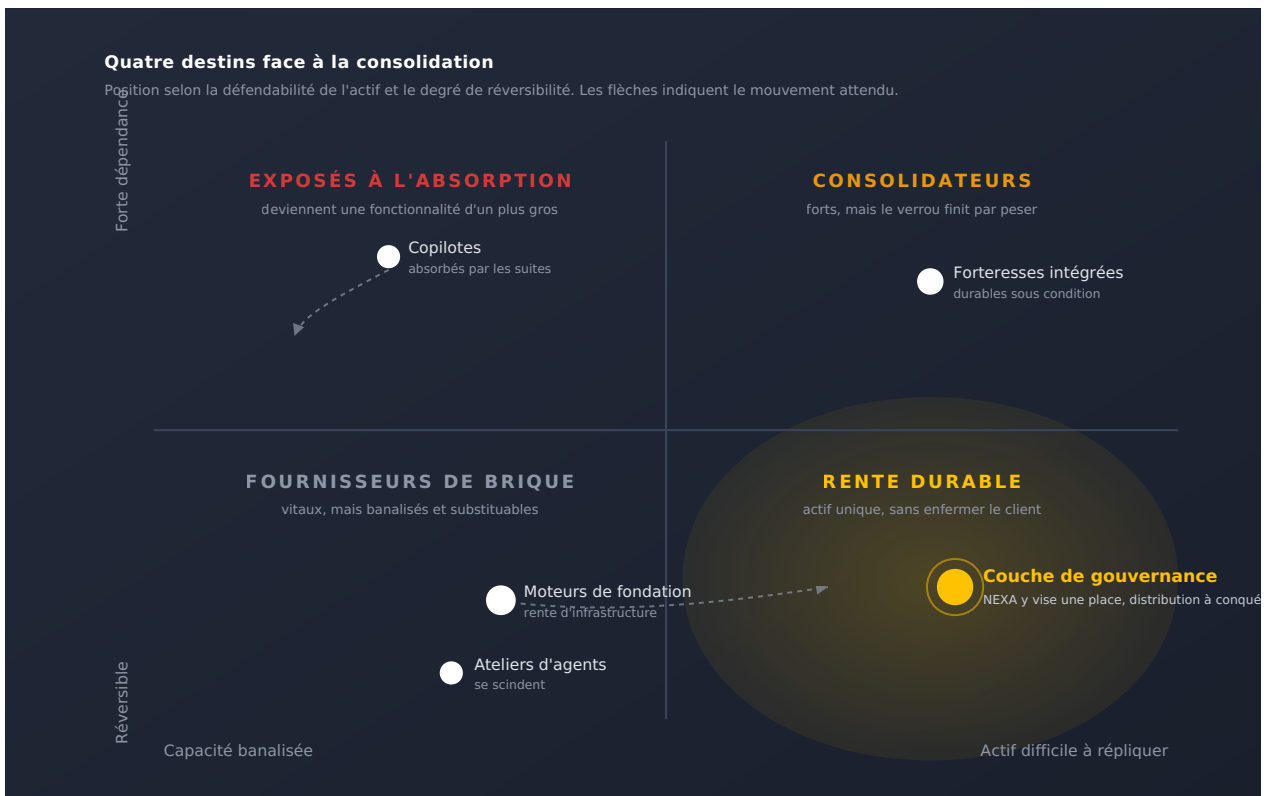 Quatre destins face à la consolidation
Position selon la défendabilité de l'actif et le degré de réversibilité. Les flèches indiquent le mouvement attendu.
Forte dépendance
EXPOSÉS À L'ABSORPTION
deviennent une fonctionnalité d'un plus gros
CONSOLIDATEURS
forts, mais le verrou finit par peser
Copilotes
absorbés par les suites
Forteresses intégrées
durables sous condition
FOURNISSEURS DE BRIQUE
vitaux, mais banalisés et substituables
RENTE DURABLE
actif unique, sans enfermer le client
Couche de gouvernance
NEXA y vise une place, distribution à conqué
Moteurs de fondation
rente d'infrastructure
Ateliers d'agents
se scindent
Réversible
Capacité banalisée
Actif difficile à répliquer